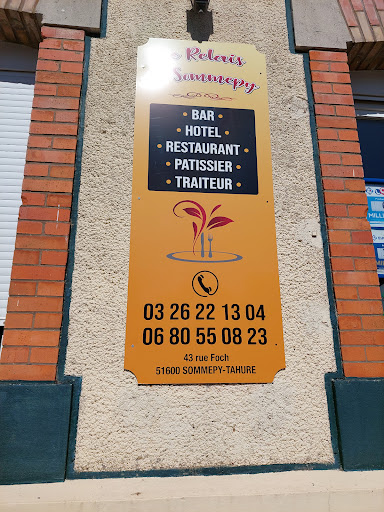 Relais
Sommepy
• BAR •
• HOTEL •
• RESTAURANT •
• PATISSIER •
• TRAITEUR •
03 26 22 13 04
06 80 55 08 23
43 rue Foch
51600 SOMMEPY-TAHURE